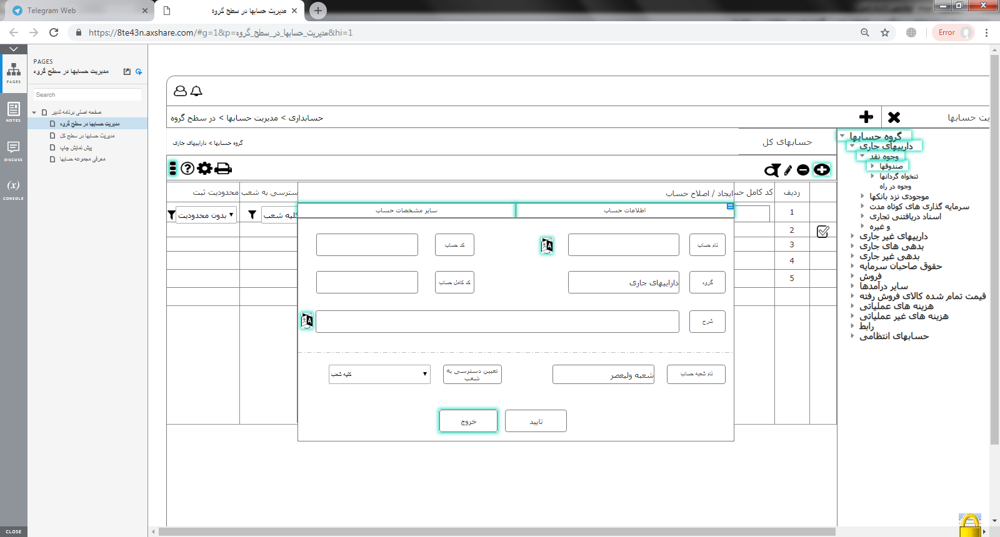 Telegram Web
مدیریت حسابها در سطح گروه
https://8te43n.axshare.com/#g=1&p=مدیریت_حسابها_در_سطح_گروه&hi=1
Error
PAGES
مدیریت حسابها در سطح گروه
Search
صفحه اصلی برنامه تدبیر
مدیریت حسابها در سطح گروه
مدیریت حسابها در سطح کل
پیش نمایش چاپ
معرفی مجموعه حسابها
PAGES
NOTES
DISCUSS
(x)
CONSOLE
CLOSE
حسابداری > مدیریت حسابها > در سطح گروه
یت حسابها
گروه حسابها > داراییهای جاری
حسابهای کل
ردیف
کد کامل حس
سترسی به شعب
محدودیت ثبت
کلیه شعب
بدون محدودیت
1
2
3
4
5
ایجاد / اصلاح حساب
اطلاعات حساب
سایر مشخصات حساب
نام حساب
کد حساب
گروه
داراییهای جاری
کد کامل حساب
شرح
نام شعبه حساب
شعبه ولیعصر
تعیین دسترسی به شعب
کلیه شعب
تایید
خروج
گروه حسابها
داراییهای جاری
وجوه نقد
صندوقها
تنخواه گردانها
وجوه در راه
موجودی نزد بانکها
سرمایه گذاری های کوتاه مدت
اسناد دریافتنی تجاری
و غیره
داراییهای غیر جاری
بدهی های جاری
بدهی غیر جاری
حقوق صاحبان سرمایه
فروش
سایر درآمدها
قیمت تمام شده کالای فروش رفته
هزینه های عملیاتی
هزینه های غیر عملیاتی
رابط
حسابهای انتظامی